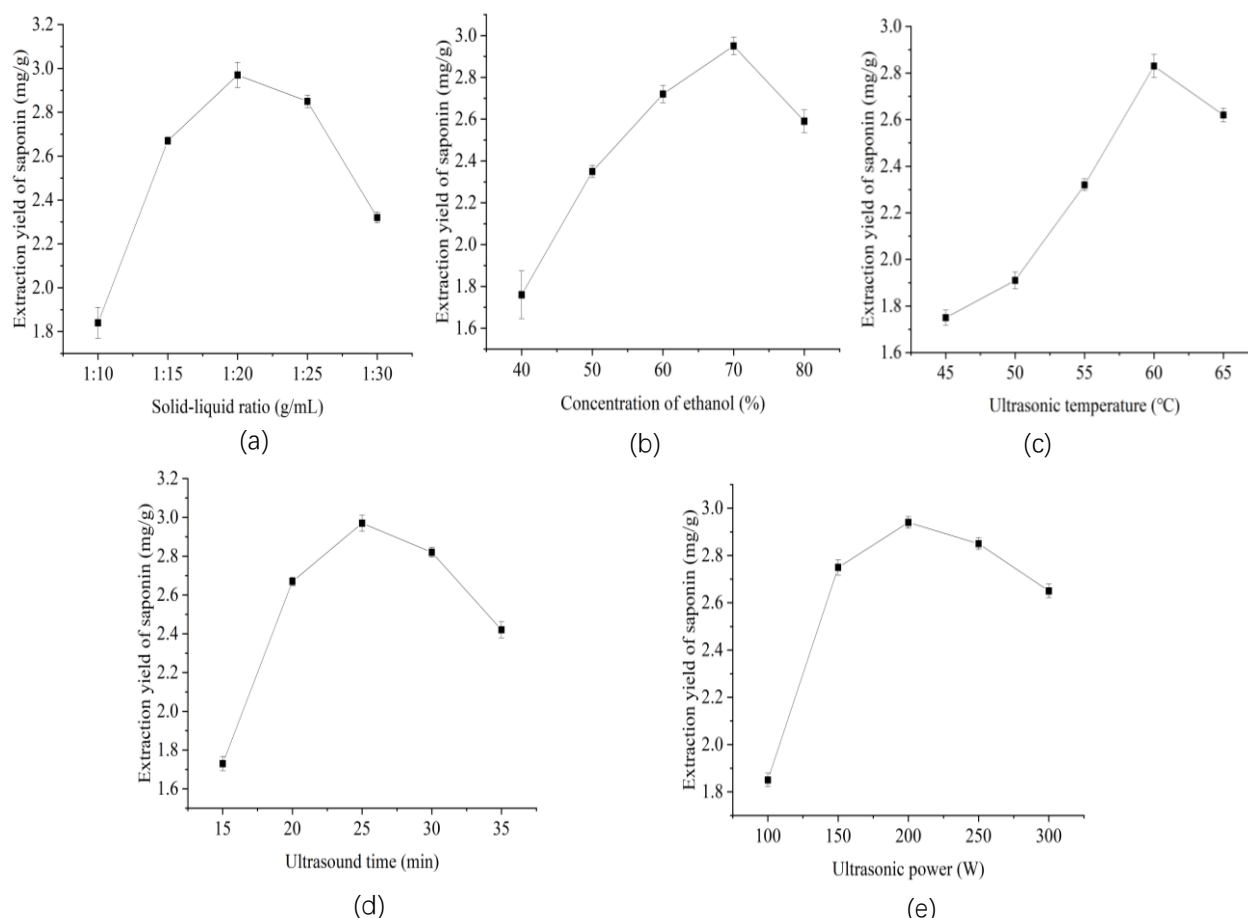 Extraction yield of saponin (mg/g)
3.2
3.0
2.8
2.6
2.4
2.2
2.0
1.8
1:10 1:15 1:20 1:25 1:30
Solid-liquid ratio (g/mL)
(a)
Extraction yield of saponin (mg/g)
3.0
2.8
2.6
2.4
2.2
2.0
1.8
1.6
40 50 60 70 80
Concentration of ethanol (%)
(b)
Extraction yield of saponin (mg/g)
3.0
2.8
2.6
2.4
2.2
2.0
1.8
1.6
45 50 55 60 65
Ultrasonic temperature (℃)
(c)
Extraction yield of saponin (mg/g)
3.2
3.0
2.8
2.6
2.4
2.2
2.0
1.8
1.6
15 20 25 30 35
Ultrasound time (min)
(d)
Extraction yield of saponin (mg/g)
3.0
2.8
2.6
2.4
2.2
2.0
1.8
100 150 200 250 300
Ultrasonic power (W)
(e)